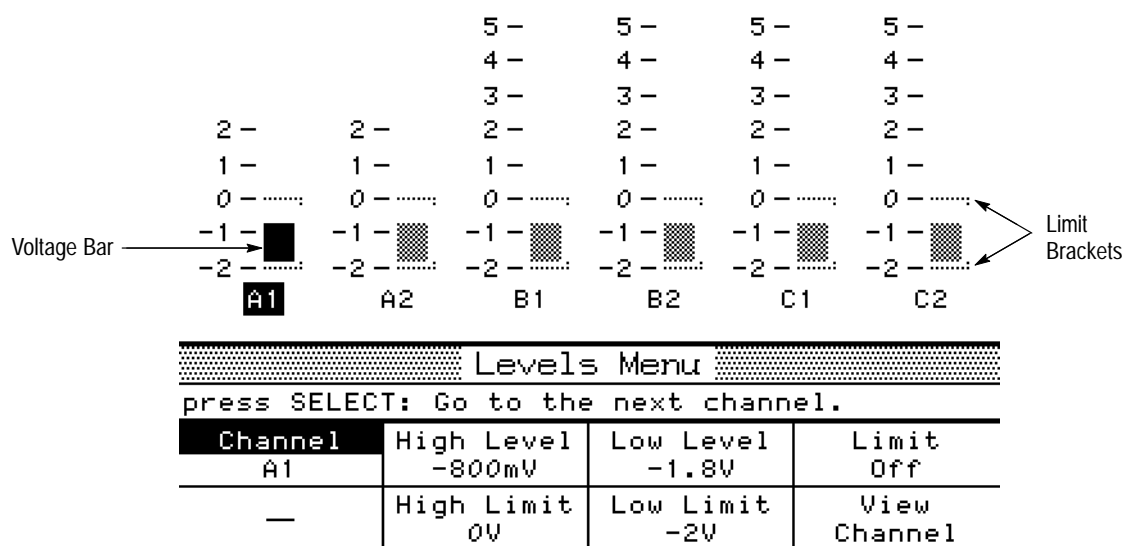 5 – 5 – 5 – 5 –
4 – 4 – 4 – 4 –
3 – 3 – 3 – 3 –
2 – 2 – 2 – 2 – 2 – 2 –
1 – 1 – 1 – 1 – 1 – 1 –
0 – 0 – 0 – 0 – 0 – 0 –
-1 – -1 – -1 – -1 – -1 – -1 –
-2 – -2 – -2 – -2 – -2 – -2 –
Voltage Bar
Limit
Brackets
A1 A2 B1 B2 C1 C2
Levels Menu
press SELECT: Go to the next channel.
Channel High Level Low Level Limit
A1 -800mV -1.8V Off
— High Limit Low Limit View
0V -2V Channel